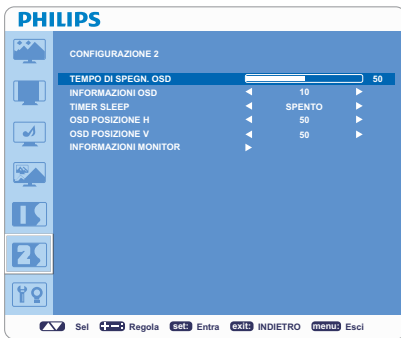 PHILIPS
CONFIGURAZIONE 2
TEMPO DI SPEGN. OSD 50
INFORMAZIONI OSD 10
TIMER SLEEP SPENTO
OSD POSIZIONE H 50
OSD POSIZIONE V 50
INFORMAZIONI MONITOR
Sel Regola set: Entra exit: INDIETRO menu: Esci